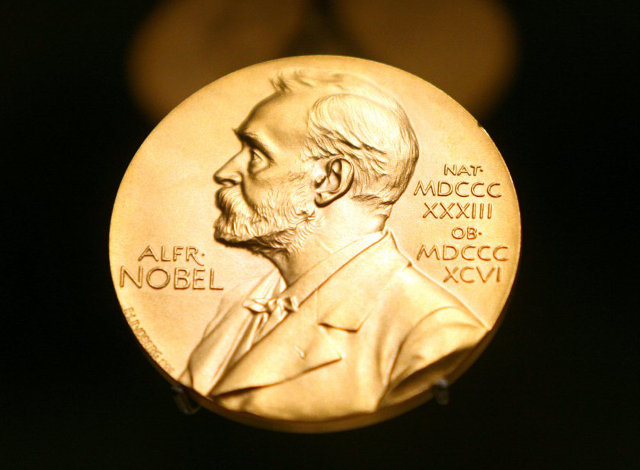 ALFR·
NOBEL
NAT·
MDCCC
XXXIII
OB·
MDCCC
XCVI